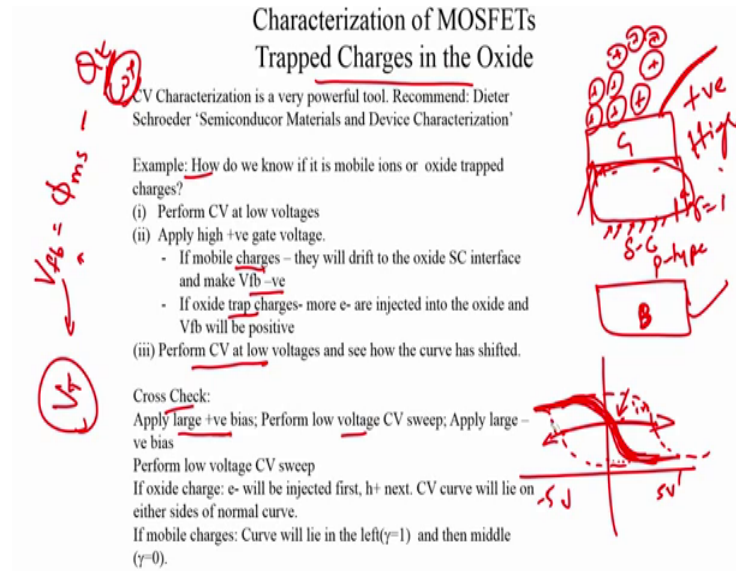 Characterization of MOSFETs
Trapped Charges in the Oxide
CV Characterization is a very powerful tool. Recommend: Dieter
Schroeder ‘Semiconducor Materials and Device Characterization’
Example: How do we know if it is mobile ions or oxide trapped
charges?
(i) Perform CV at low voltages
(ii) Apply high +ve gate voltage.
- If mobile charges – they will drift to the oxide SC interface
and make Vfb –ve
- If oxide trap charges- more e- are injected into the oxide and
Vfb will be positive
(iii) Perform CV at low voltages and see how the curve has shifted.
Cross Check:
Apply large +ve bias; Perform low voltage CV sweep; Apply large –
ve bias
Perform low voltage CV sweep
If oxide charge: e- will be injected first, h+ next. CV curve will lie on
either sides of normal curve.
If mobile charges: Curve will lie in the left(γ=1) and then middle
(γ=0).
Vfb = ϕms -
Vt
+ve
High
G
S-C
p-type
B
-5V
5V